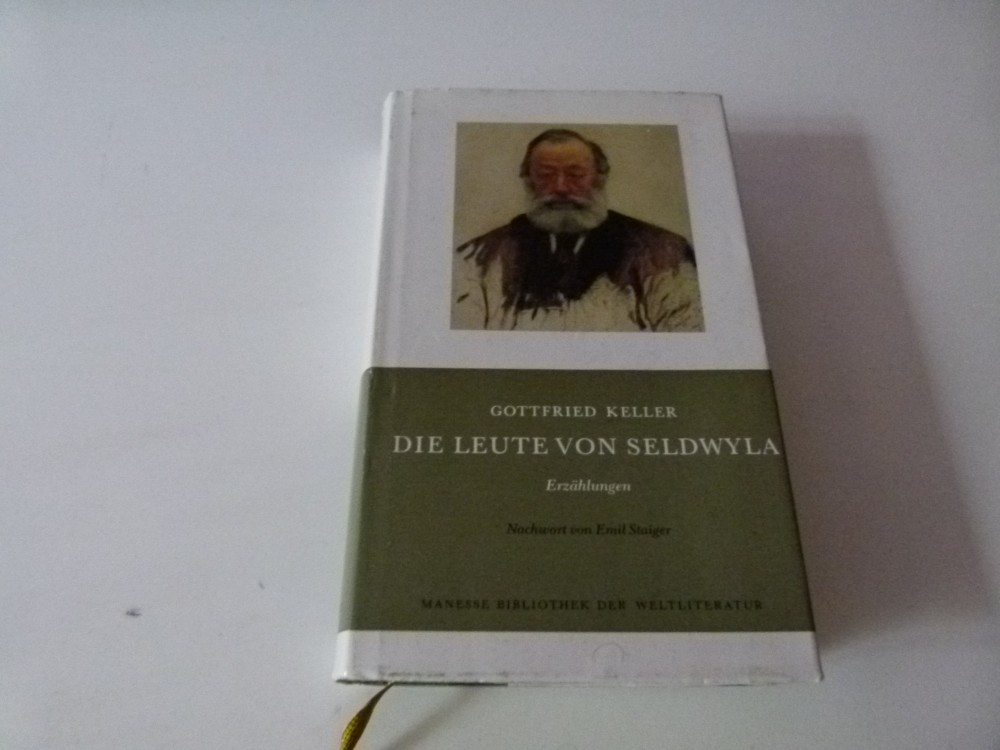 GOTTFRIED KELLER
DIE LEUTE VON SELDWYLA
Erzählungen
Nachwort von Emil Staiger
MANESSE BIBLIOTHEK DER WELTLITERATUR